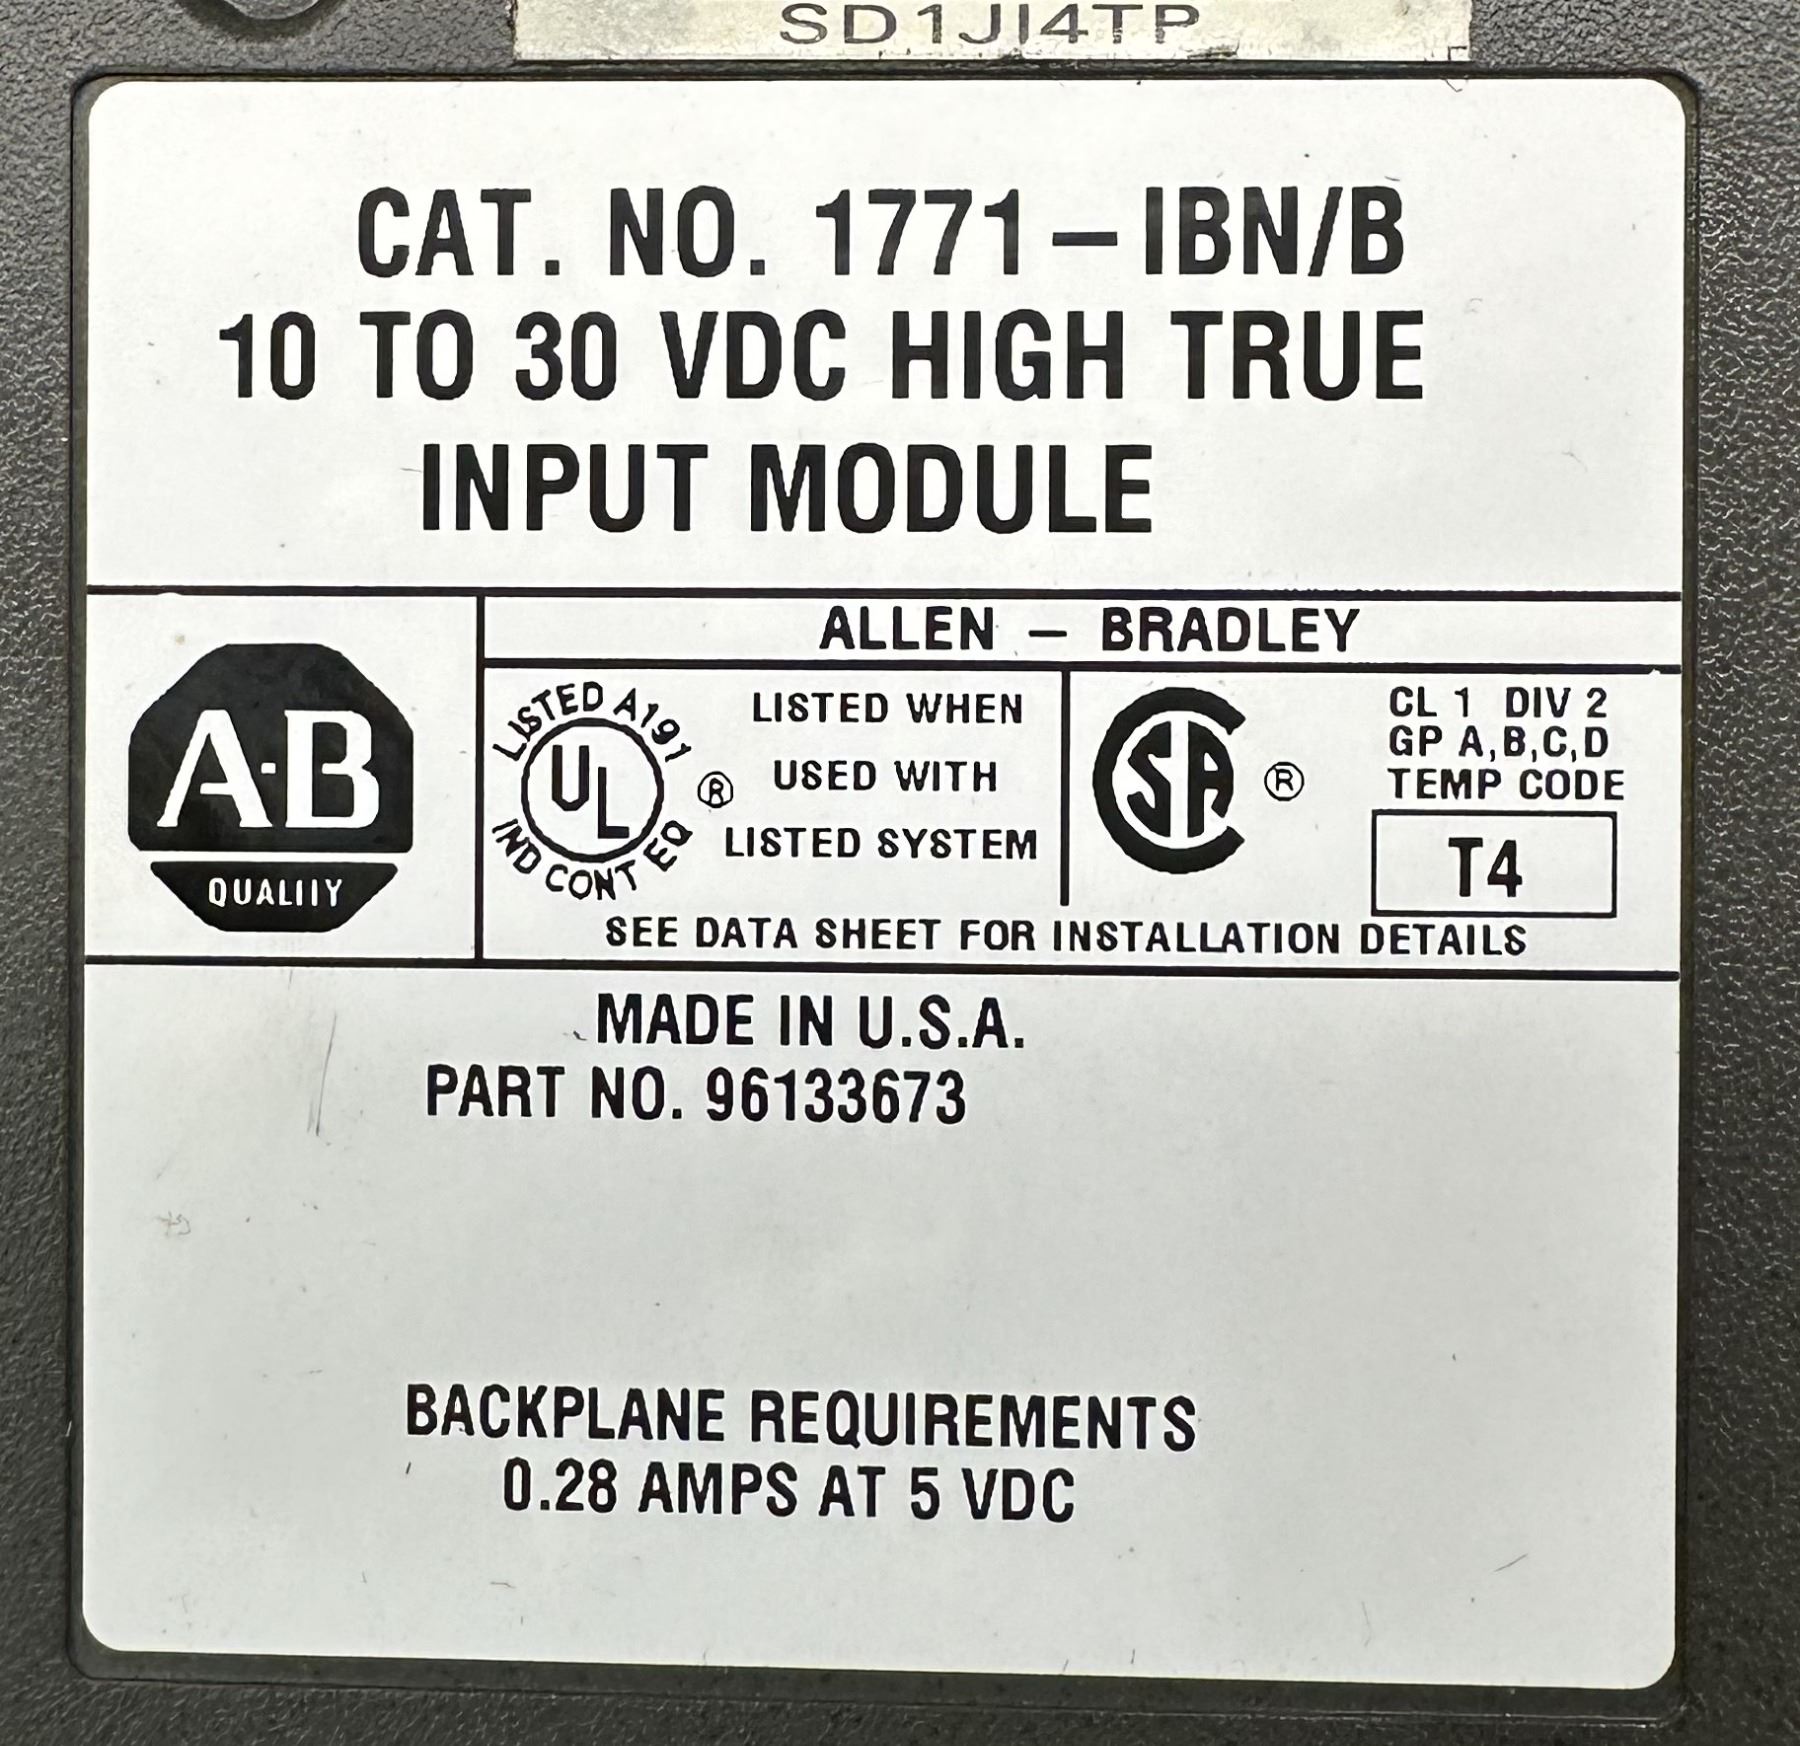 SD1JI4TP
CAT. NO. 1771-IBN/B
10 TO 30 VDC HIGH TRUE
INPUT MODULE
ALLEN - BRADLEY
A-B
QUALITY
LISTED A191
UL
IND CONT EQ
®
LISTED WHEN
USED WITH
LISTED SYSTEM
SA
®
CL 1 DIV 2
GP A,B,C,D
TEMP CODE
T4
SEE DATA SHEET FOR INSTALLATION DETAILS
MADE IN U.S.A.
PART NO. 96133673
BACKPLANE REQUIREMENTS
0.28 AMPS AT 5 VDC